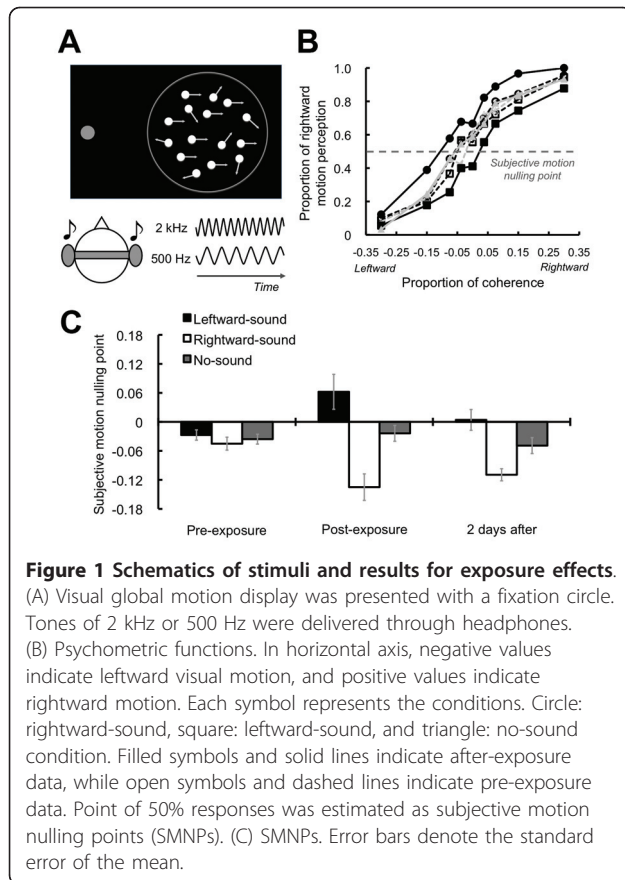 A
2 kHz
500 Hz
Time
B
Proportion of rightward
motion perception
1.0
0.8
0.6
0.4
0.2
0
Subjective motion
nulling point
-0.35 -0.25 -0.15 -0.05 0.05 0.15 0.25 0.35
Leftward Rightward
Proportion of coherence
C
Leftward-sound
Rightward-sound
No-sound
Subjective motion nulling point
0.18
0.12
0.06
0
-0.06
-0.12
-0.18
Pre-exposure Post-exposure 2 days after
Figure 1 Schematics of stimuli and results for exposure effects.
(A) Visual global motion display was presented with a fixation circle.
Tones of 2 kHz or 500 Hz were delivered through headphones.
(B) Psychometric functions. In horizontal axis, negative values
indicate leftward visual motion, and positive values indicate
rightward motion. Each symbol represents the conditions. Circle:
rightward-sound, square: leftward-sound, and triangle: no-sound
condition. Filled symbols and solid lines indicate after-exposure
data, while open symbols and dashed lines indicate pre-exposure
data. Point of 50% responses was estimated as subjective motion
nulling points (SMNPs). (C) SMNPs. Error bars denote the standard
error of the mean.